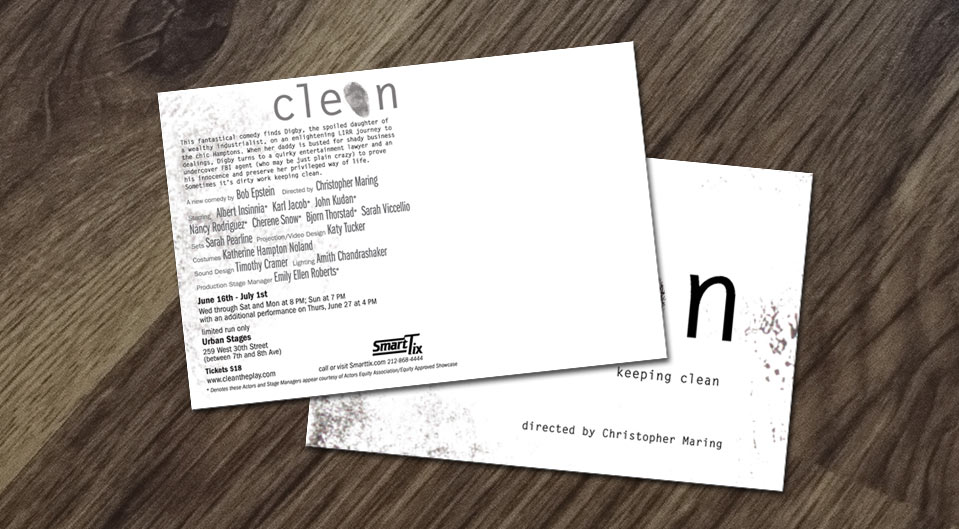 clean
This fantastical comedy finds Digby, the spoiled daughter of
a wealthy industrialist, on an enlightening LIRR journey to
the chic Hamptons. When her daddy is busted for shady business
dealings, Digby turns to a quirky entertainment lawyer and an
undercover FBI agent (who may be just plain crazy) to prove
his innocence and preserve her privileged way of life.
Sometimes it's dirty work keeping clean.
A new comedy by Bob Epstein Directed by Christopher Maring
Starring Albert Insinnia* Karl Jacob* John Kudan*
Nancy Rodriguez* Cherene Snow* Bjorn Thorstad* Sarah Viccellio
Sets Sarah Pearline Projection/Video Design Katy Tucker
Costumes Katherine Hampton Noland
Sound Design Timothy Cramer Lighting Amith Chandrashaker
Production Stage Manager Emily Ellen Roberts*
June 16th - July 1st
Wed through Sat and Mon at 8 PM; Sun at 7 PM
with an additional performance on Thurs, June 27 at 4 PM
limited run only
Urban Stages
259 West 30th Street
(between 7th and 8th Ave)
Tickets $18
www.cleantheplay.com
SmartTix
call or visit Smarttix.com 212-868-4444
* Denotes these Actors and Stage Managers appear courtesy of Actors Equity Association/Equity Approved Showcase
n
keeping clean
directed by Christopher Maring